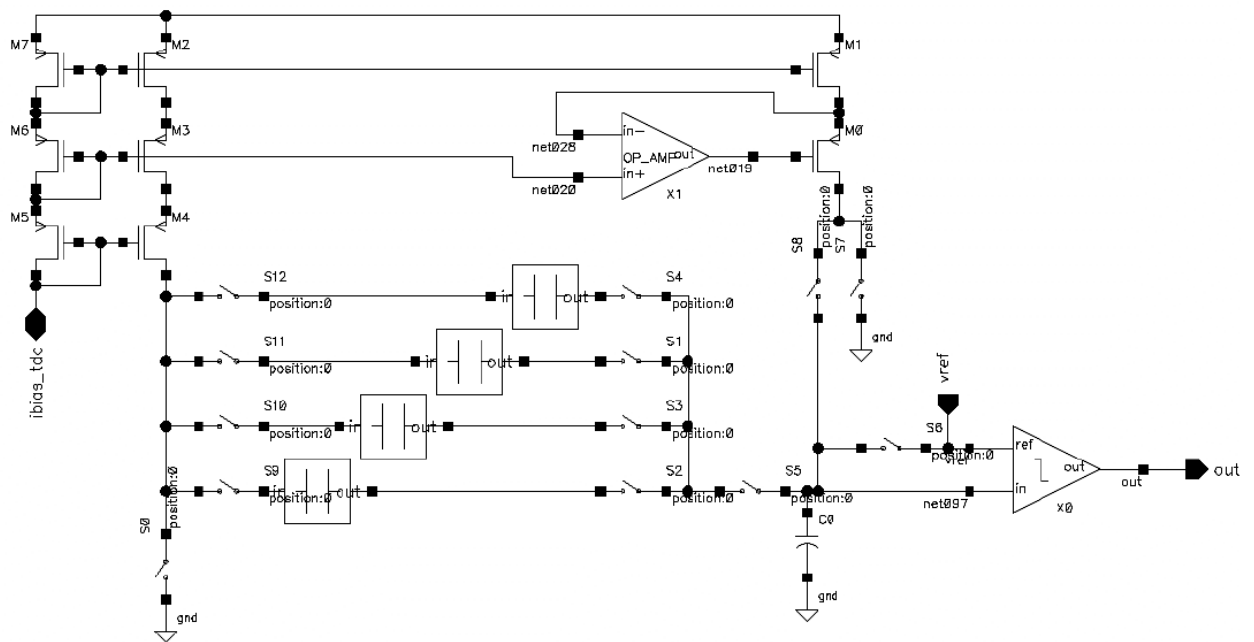 M7
M2
M1
M6
M3
M0
in-
net028
OP_AMP
out
net019
in+
net020
X1
M5
M4
S8
position:0
S7
position:0
S12
position:0
in
out
S4
position:0
gnd
ibias_tdc
S11
position:0
in
out
S1
position:0
vref
S10
position:0
in
out
S3
position:0
S6
position:0
vref
ref
out
in
X0
out
out
S9
position:0
in
out
S2
position:0
S5
position:0
net097
S0
position:0
C0
gnd
gnd